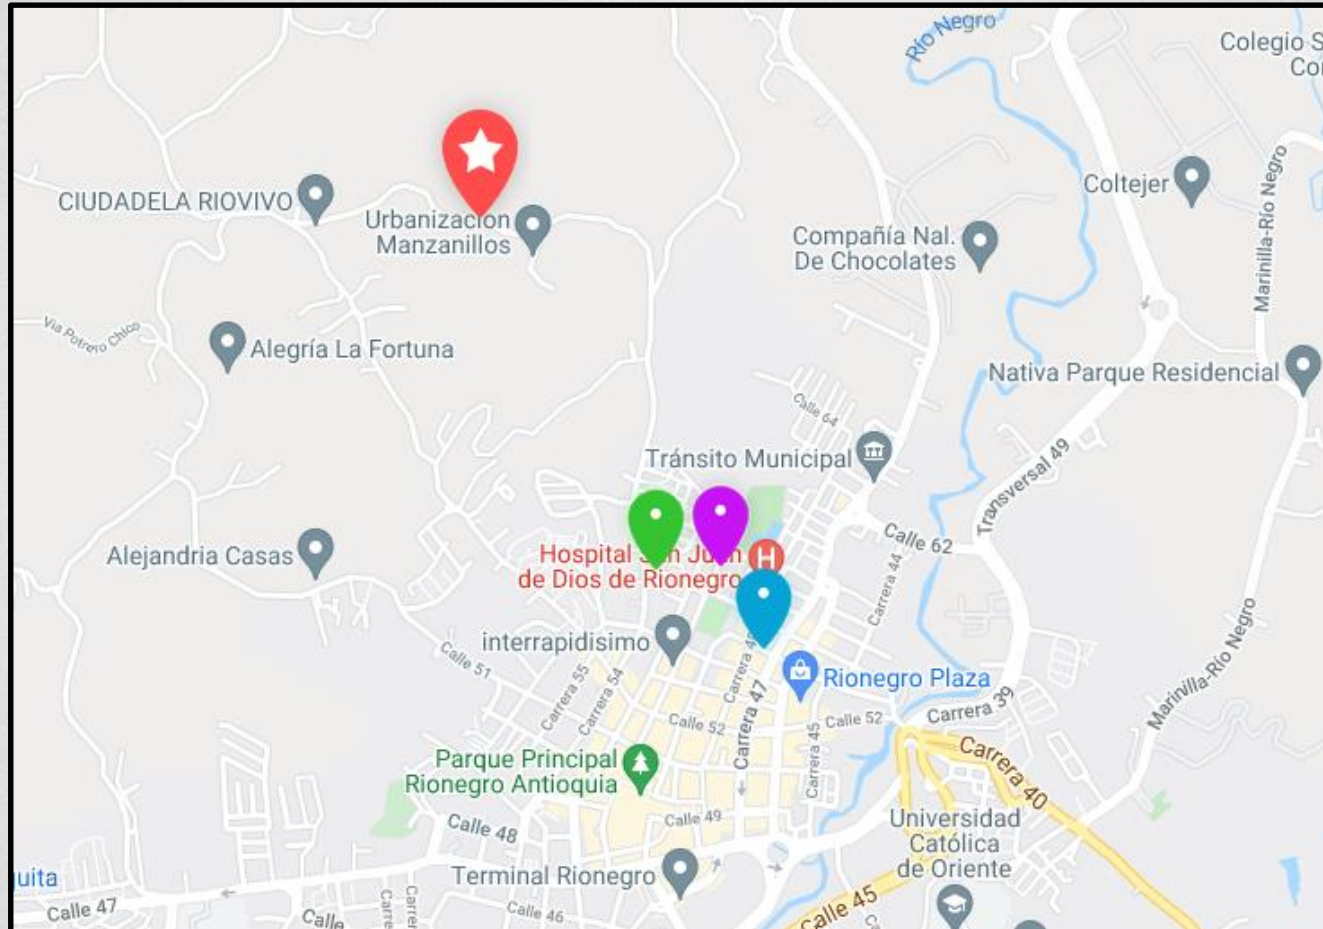 Río Negro
Colegio S
Co
CIUDADELA RIOVIVO
Urbanización
Manzanillos
Coltejer
Marinilla-Río Negro
Compañía Nal.
De Chocolates
Via Potrero Chico
Alegría La Fortuna
Nativa Parque Residencial
Calle 64
Tránsito Municipal
Transversal 49
Calle 62
Alejandria Casas
Hospital San Juan
de Dios de Rionegro
H
Carrera 44
interrapidisimo
Calle 51
Carrera 55
Carrera 54
Carrera 48
Rionegro Plaza
Marinilla-Río Negro
Calle 52
Carrera 47
Calle 52
Carrera 45
Carrera 39
Parque Principal
Rionegro Antioquia
Carrera 40
Calle 48
Calle 49
Universidad
Católica
de Oriente
Terminal Rionegro
uita
Calle 47
Calle
Carrera
Carrer
Calle 46
Calle 45
C